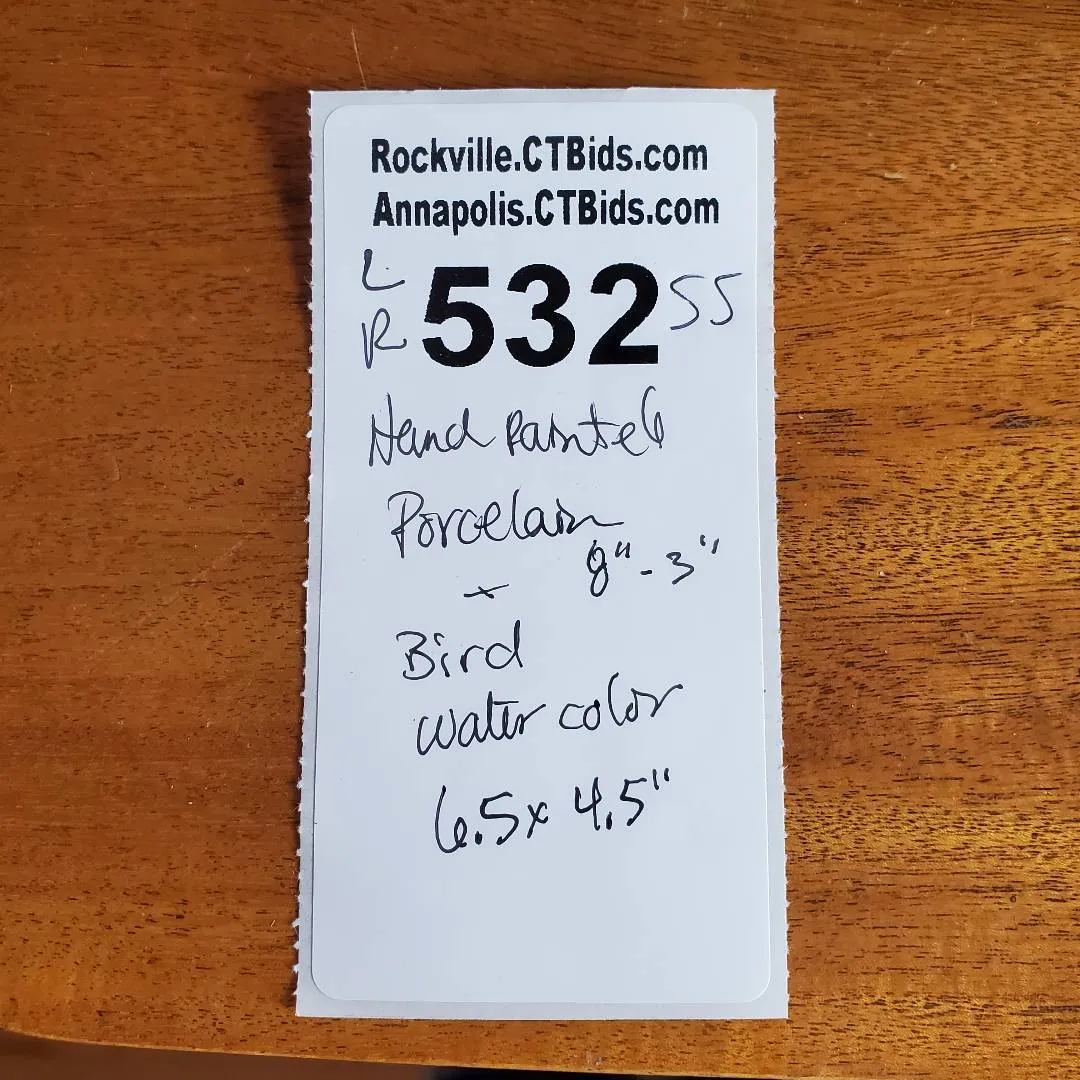 Rockville.CTBids.com
Annapolis.CTBids.com
L
R 532 55
Hand Painted
Porcelain
8" - 3"
+
Bird
water color
6.5 x 4.5"